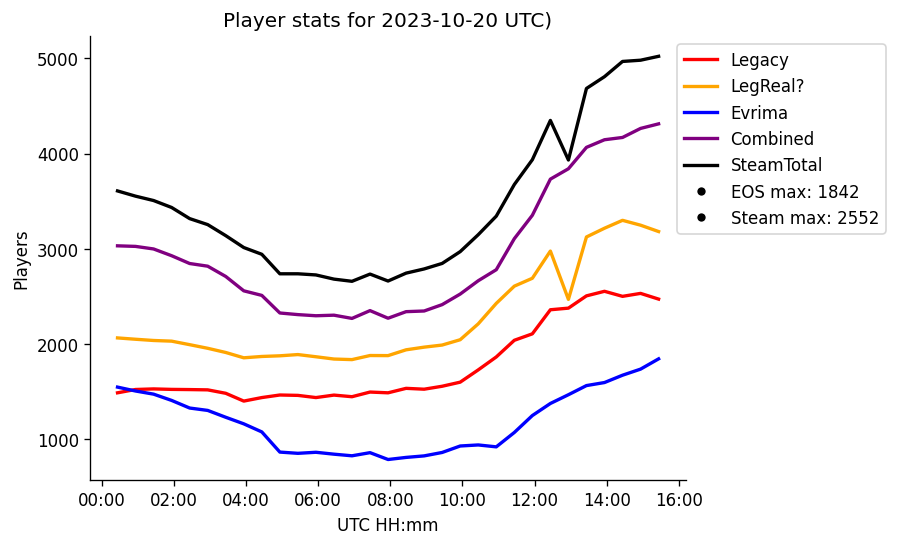 Player stats for 2023-10-20 UTC)
Legacy
LegReal?
Evrima
Combined
SteamTotal
EOS max: 1842
Steam max: 2552
Players
5000
4000
3000
2000
1000
00:00 02:00 04:00 06:00 08:00 10:00 12:00 14:00 16:00
UTC HH:mm